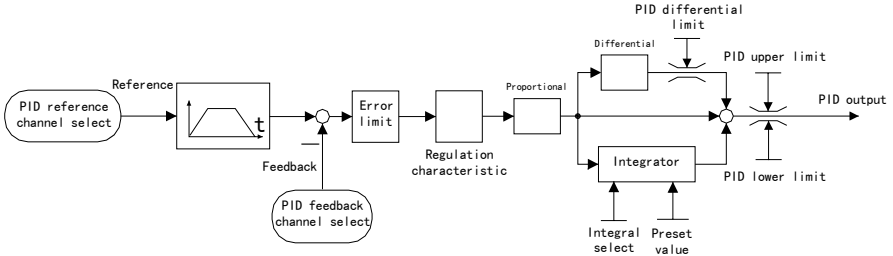 PID differential
limit
Differential
PID upper limit
Reference
PID reference
channel select
t
Error
limit
Proportional
PID output
Regulation
characteristic
Feedback
Integrator
PID lower limit
PID feedback
channel select
Integral
select
Preset
value